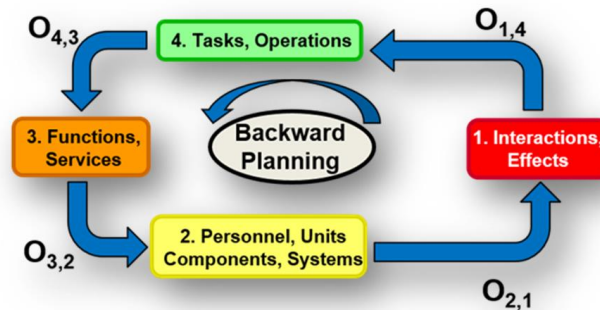 O4,3
4. Tasks, Operations
O1,4
3. Functions,
Services
Backward
Planning
1. Interactions,
Effects
O3,2
2. Personnel, Units
Components, Systems
O2,1